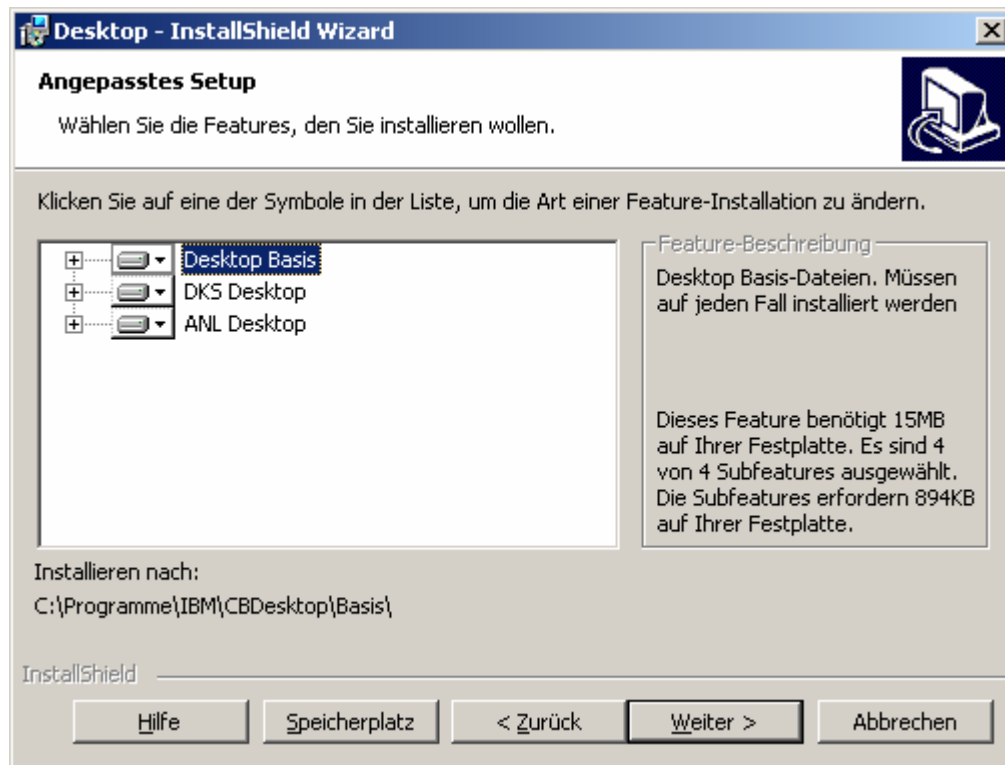 Desktop - InstallShield Wizard
Angepasstes Setup
Wählen Sie die Features, den Sie installieren wollen.
Klicken Sie auf eine der Symbole in der Liste, um die Art einer Feature-Installation zu ändern.
Desktop Basis
DKS Desktop
ANL Desktop
Feature-Beschreibung
Desktop Basis-Dateien. Müssen
auf jeden Fall installiert werden
Dieses Feature benötigt 15MB
auf Ihrer Festplatte. Es sind 4
von 4 Subfeatures ausgewählt.
Die Subfeatures erfordern 894KB
auf Ihrer Festplatte.
Installieren nach:
C:\Programme\IBM\CBDesktop\Basis\
InstallShield
Hilfe
Speicherplatz
< Zurück
Weiter >
Abbrechen